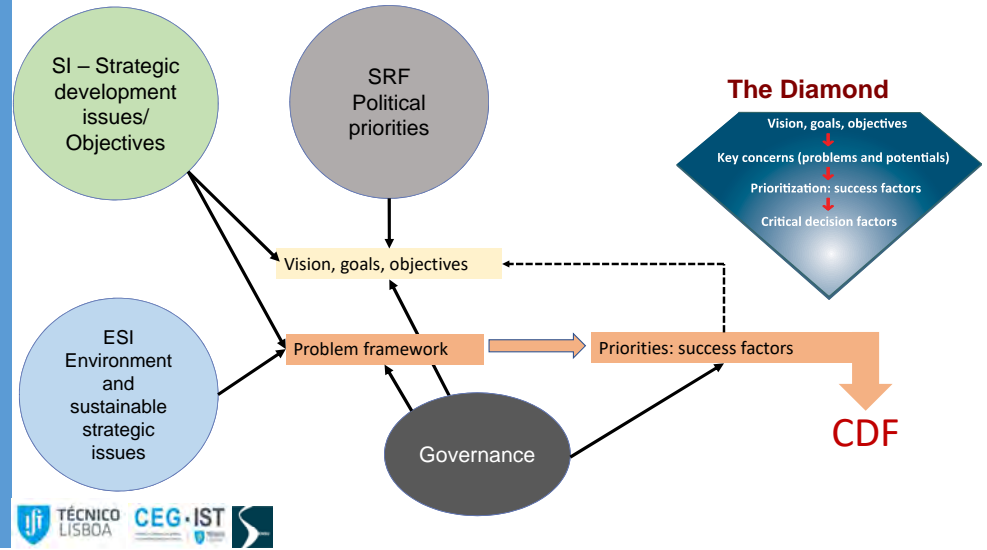 SI – Strategic
development
issues/
Objectives
SRF
Political
priorities
The Diamond
Vision, goals, objectives
Key concerns (problems and potentials)
Prioritization: success factors
Critical decision factors
Vision, goals, objectives
ESI
Environment
and
sustainable
strategic
issues
Problem framework
Priorities: success factors
Governance
CDF
TÉCNICO
LISBOA
CEG·IST